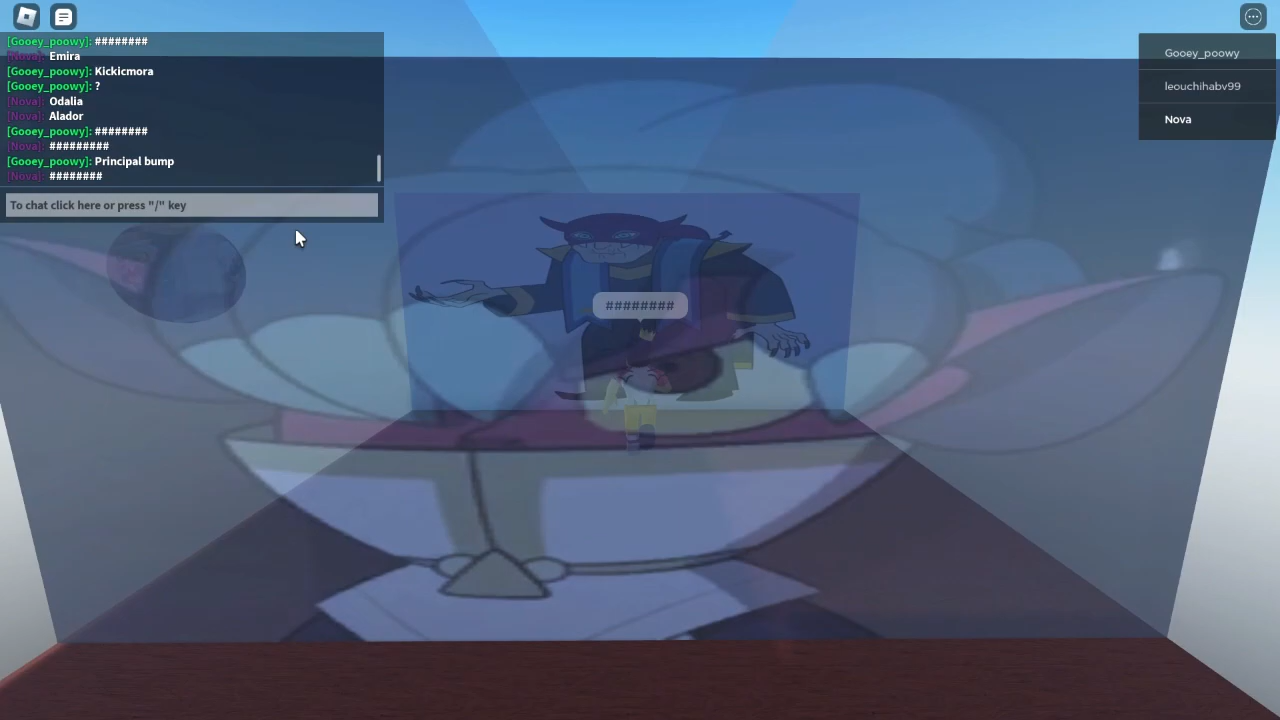 [Gooey_poowy]: ########
[Nova]: Emira
[Gooey_poowy]: Kickicmora
[Gooey_poowy]: ?
[Nova]: Odalia
[Nova]: Alador
[Gooey_poowy]: ########
[Nova]: #########
[Gooey_poowy]: Principal bump
[Nova]: ########
To chat click here or press "/" key
Gooey_poowy
leouchihabv99
Nova
########